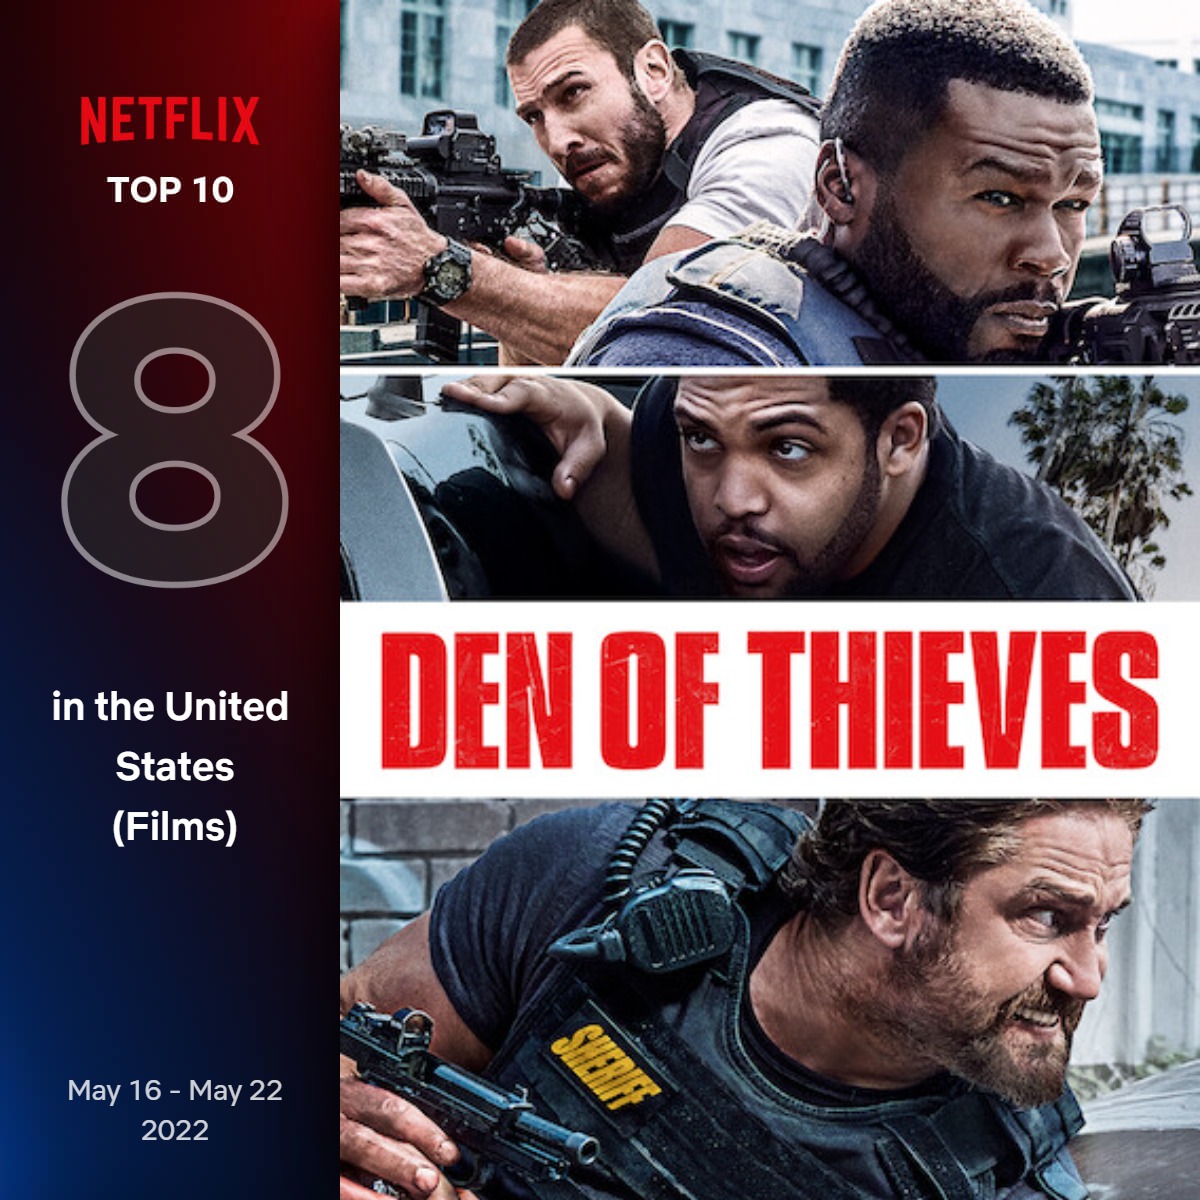 NETFLIX
TOP 10
8
in the United
States
(Films)
May 16 - May 22
2022
DEN OF THIEVES
SHERIFF